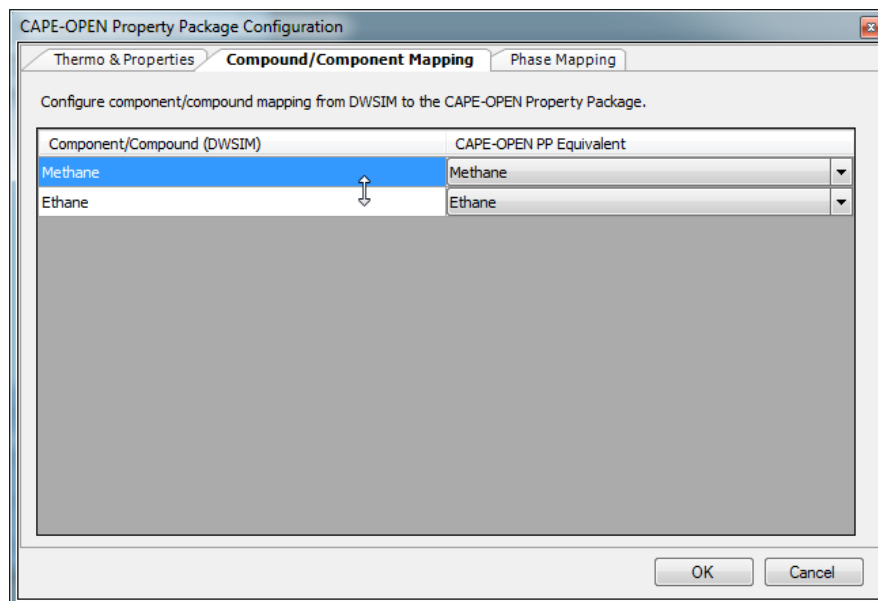 CAPE-OPEN Property Package Configuration
Thermo & Properties Compound/Component Mapping Phase Mapping
Configure component/compound mapping from DWSIM to the CAPE-OPEN Property Package.
Component/Compound (DWSIM) CAPE-OPEN PP Equivalent
Methane Methane
Ethane Ethane
OK Cancel